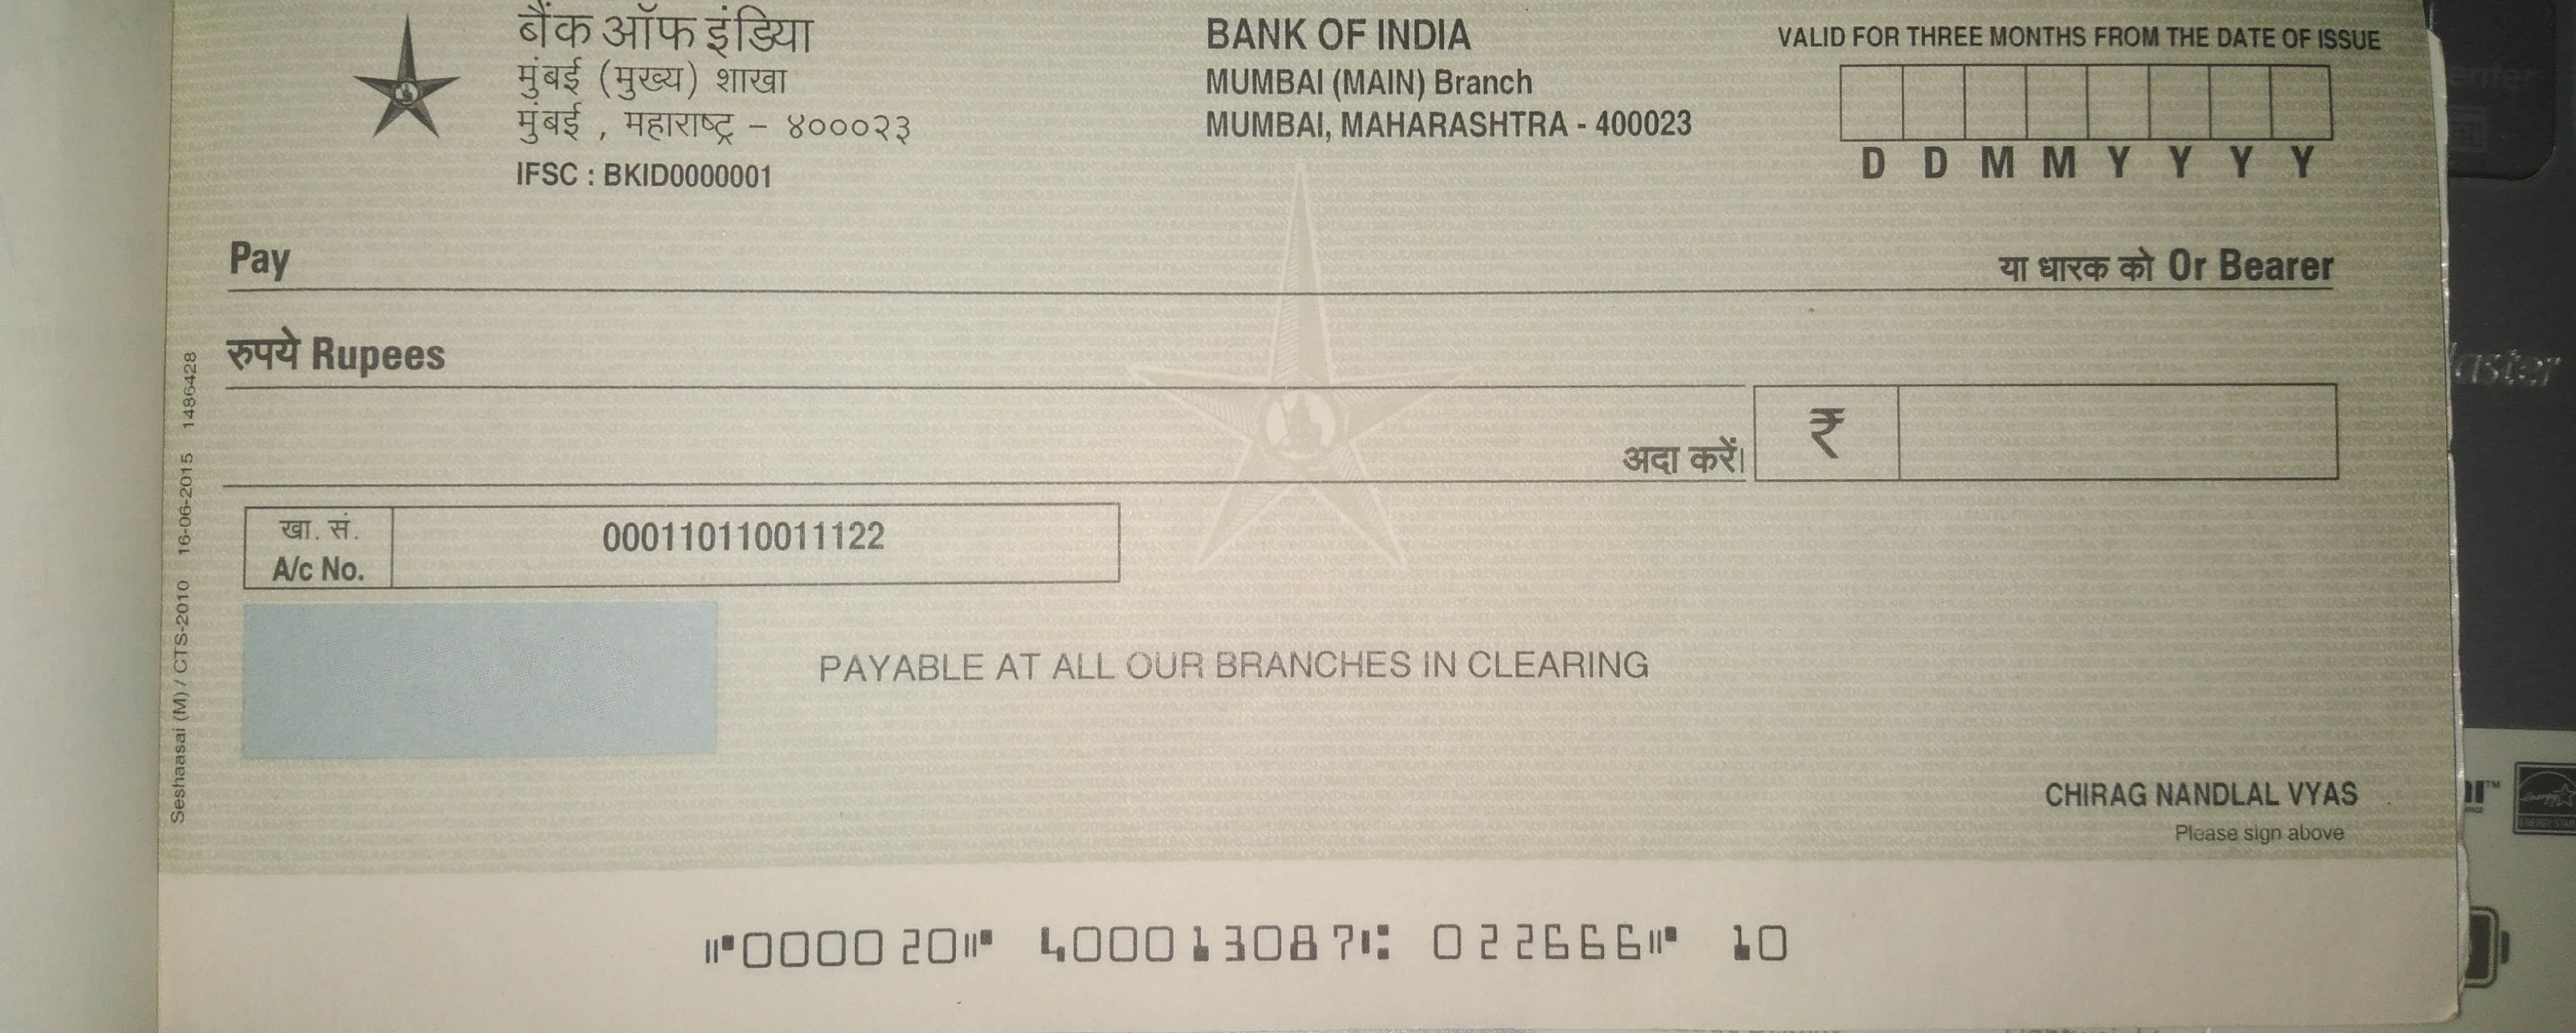 बैंक ऑफ इंडिया
मुंबई (मुख्य) शाखा
मुंबई , महाराष्ट्र – ४०००२३
IFSC : BKID0000001
BANK OF INDIA
MUMBAI (MAIN) Branch
MUMBAI, MAHARASHTRA - 400023
VALID FOR THREE MONTHS FROM THE DATE OF ISSUE
D D M M Y Y Y Y
Pay
या धारक को Or Bearer
रुपये Rupees
अदा करें।
₹
खा. सं.
A/c No.
000110110011122
PAYABLE AT ALL OUR BRANCHES IN CLEARING
CHIRAG NANDLAL VYAS
Please sign above
Seshaasai (M) / CTS-2010 16-06-2015 1486428
⑈000020⑈ 400013087⑆ 022666⑈ 10
enter